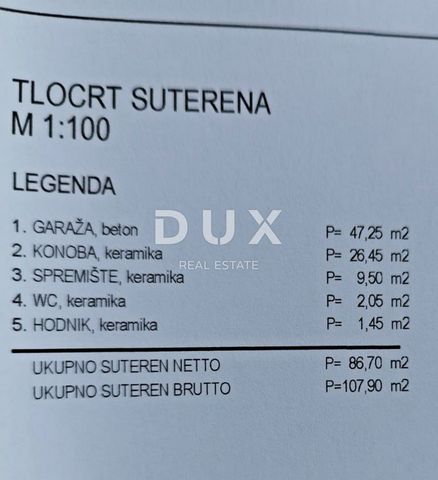 TLOCRT SUTERENA
M 1:100
LEGENDA
1. GARAŽA, beton P= 47,25 m2
2. KONOBA, keramika P= 26,45 m2
3. SPREMIŠTE, keramika P= 9,50 m2
4. WC, keramika P= 2,05 m2
5. HODNIK, keramika P= 1,45 m2
UKUPNO SUTEREN NETTO P= 86,70 m2
UKUPNO SUTEREN BRUTTO P=107,90 m2
DUX
REAL ESTATE